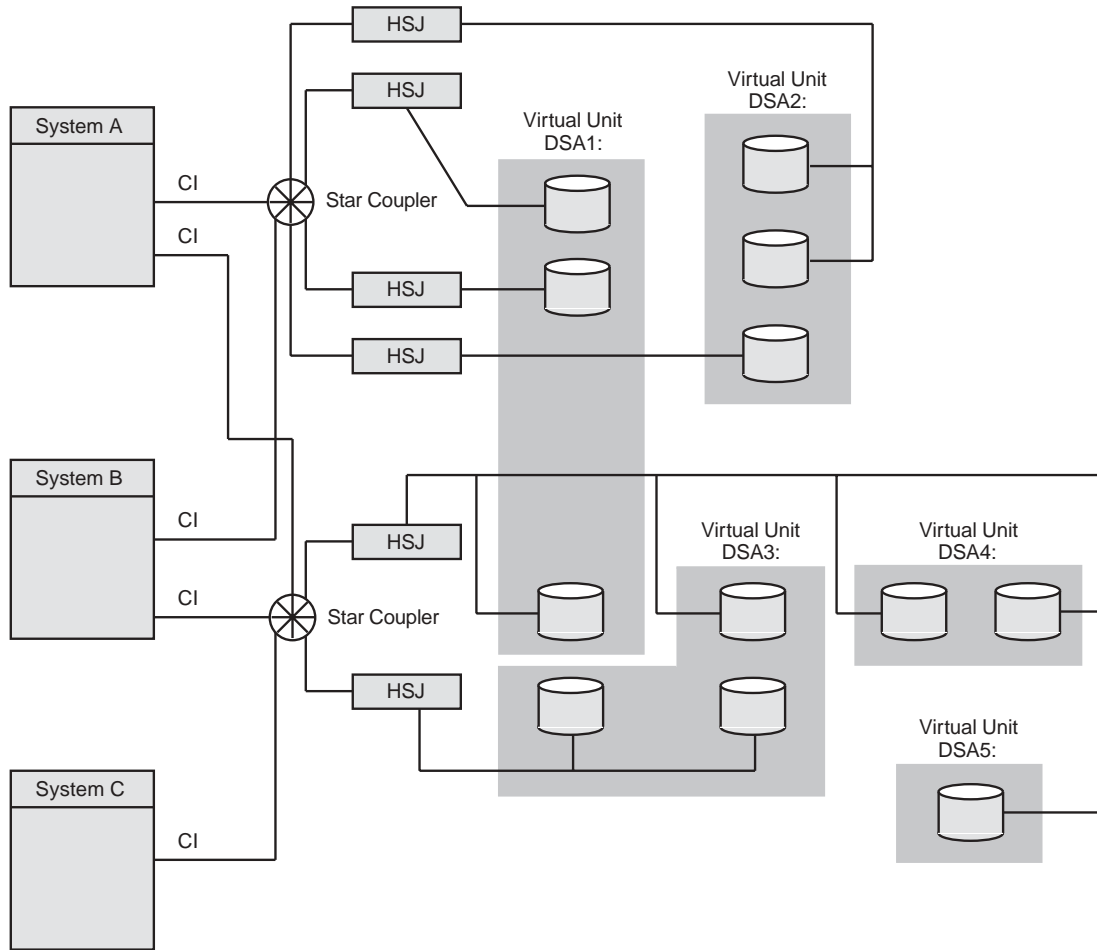 HSJ
HSJ
Virtual Unit
DSA2:
System A
Virtual Unit
DSA1:
CI
Star Coupler
CI
HSJ
HSJ
System B
CI
HSJ
Virtual Unit
DSA3:
Virtual Unit
DSA4:
CI
Star Coupler
HSJ
Virtual Unit
DSA5:
System C
CI